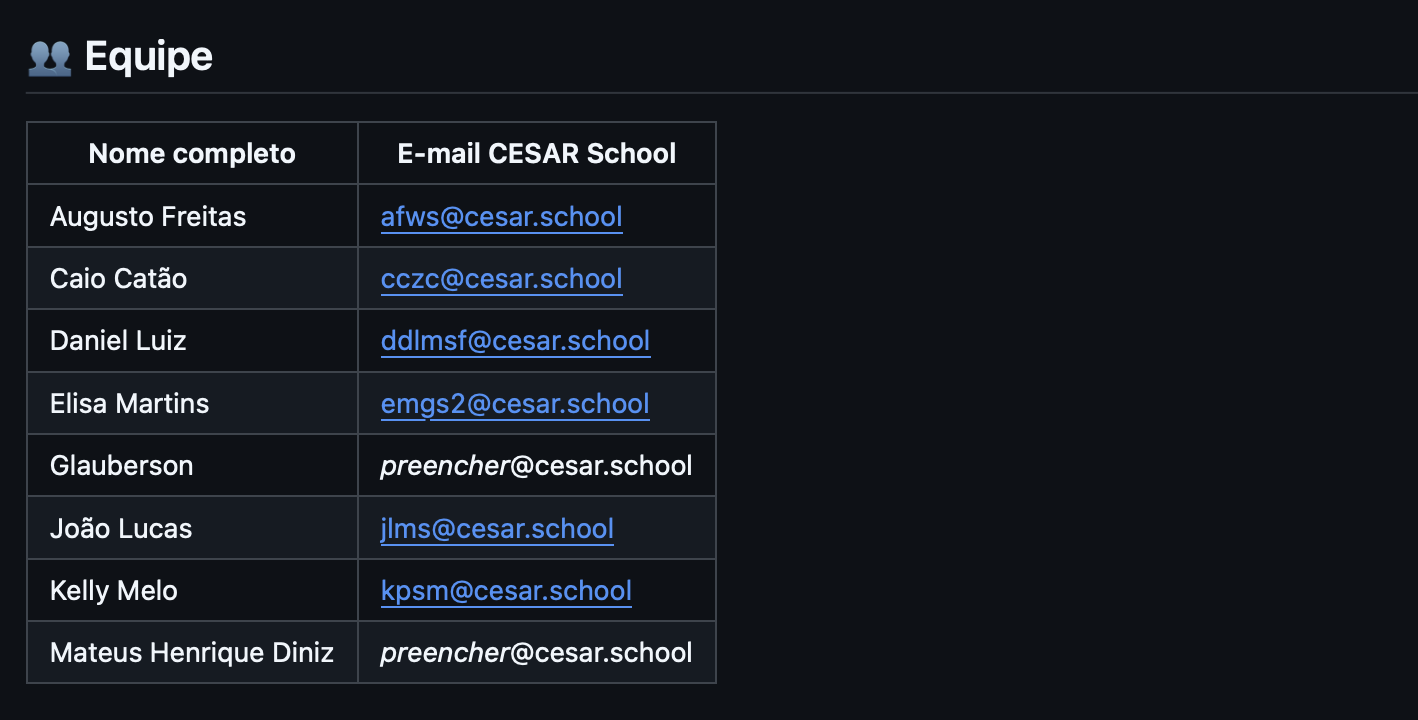 👥 Equipe
Nome completo E-mail CESAR School
Augusto Freitas afws@cesar.school
Caio Catão cczc@cesar.school
Daniel Luiz ddlmsf@cesar.school
Elisa Martins emgs2@cesar.school
Glauberson preencher@cesar.school
João Lucas jlms@cesar.school
Kelly Melo kpsm@cesar.school
Mateus Henrique Diniz preencher@cesar.school